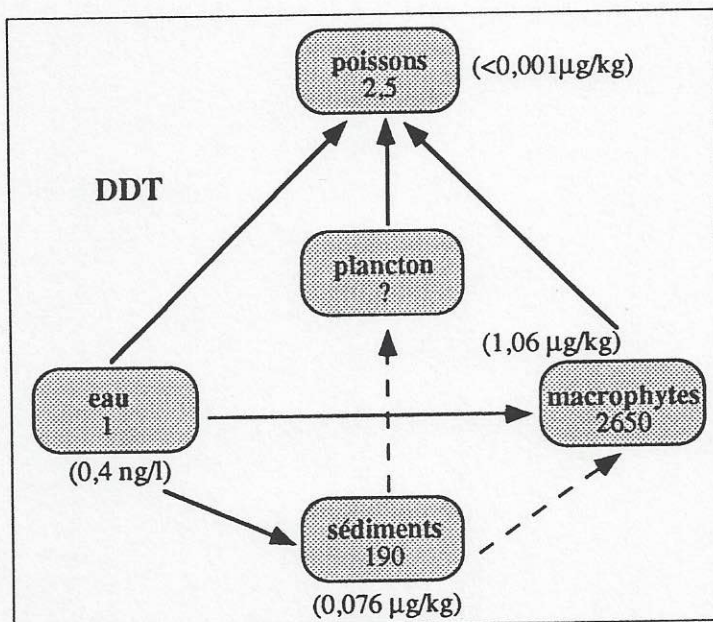 poissons
2,5
(<0,001µg/kg)
DDT
plancton
?
(1,06 µg/kg)
eau
1
macrophytes
2650
(0,4 ng/l)
sédiments
190
(0,076 µg/kg)